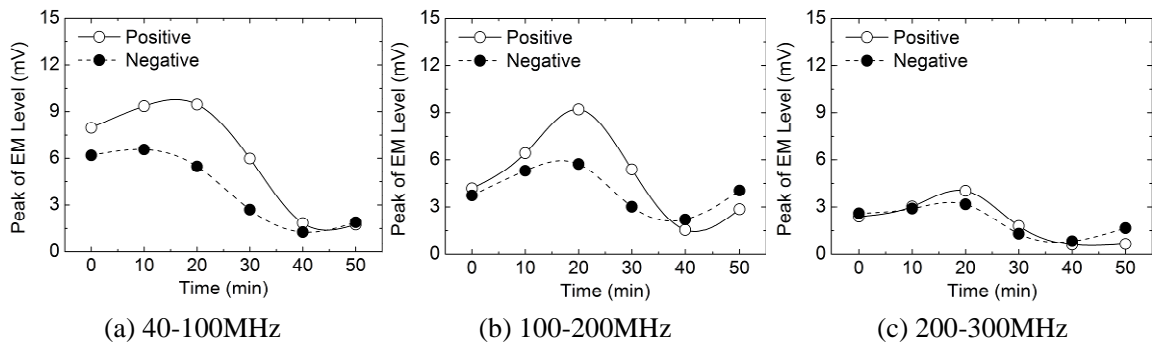 15
12
9
6
3
0
Peak of EM Level (mV)
Positive
Negative
0 10 20 30 40 50
Time (min)
(a) 40-100MHz
15
12
9
6
3
0
Peak of EM Level (mV)
Positive
Negative
0 10 20 30 40 50
Time (min)
(b) 100-200MHz
15
12
9
6
3
0
Peak of EM Level (mV)
Positive
Negative
0 10 20 30 40 50
Time (min)
(c) 200-300MHz